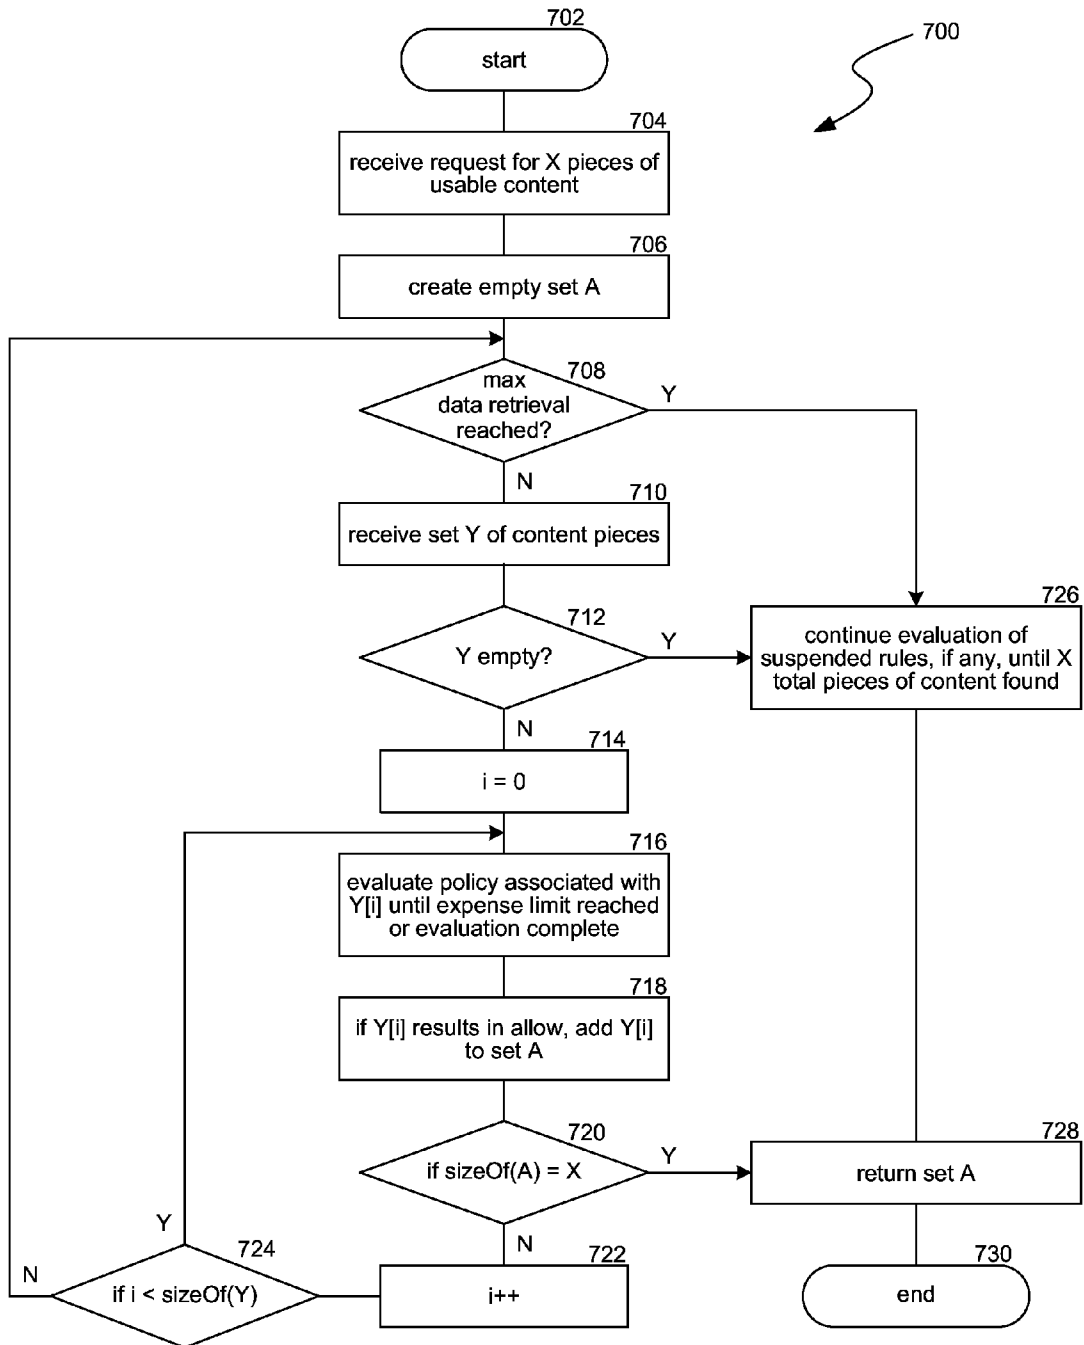 702
start
700
704
receive request for X pieces of
usable content
706
create empty set A
708
max
data retrieval
reached?
Y
N
710
receive set Y of content pieces
712
Y empty?
Y
N
726
continue evaluation of
suspended rules, if any, until X
total pieces of content found
714
i = 0
716
evaluate policy associated with
Y[i] until expense limit reached
or evaluation complete
718
if Y[i] results in allow, add Y[i]
to set A
720
if sizeOf(A) = X
Y
N
728
return set A
722
i++
724
if i < sizeOf(Y)
Y
N
730
end